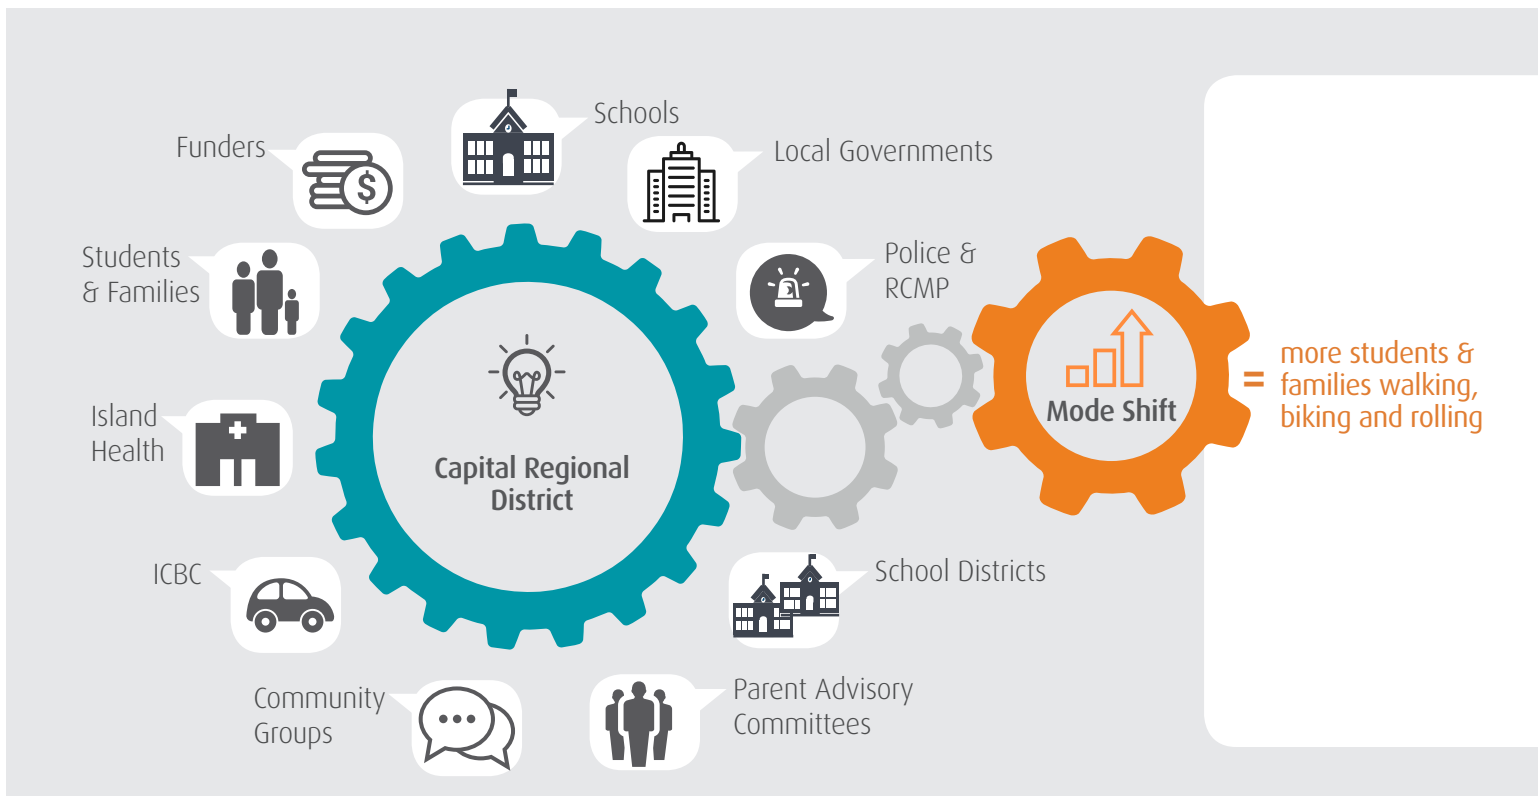 Schools
Funders
Local Governments
$
Students
& Families
Police &
RCMP
Island
Health
Capital Regional
District
Mode Shift
=
more students &
families walking,
biking and rolling
ICBC
School Districts
Community
Groups
Parent Advisory
Committees